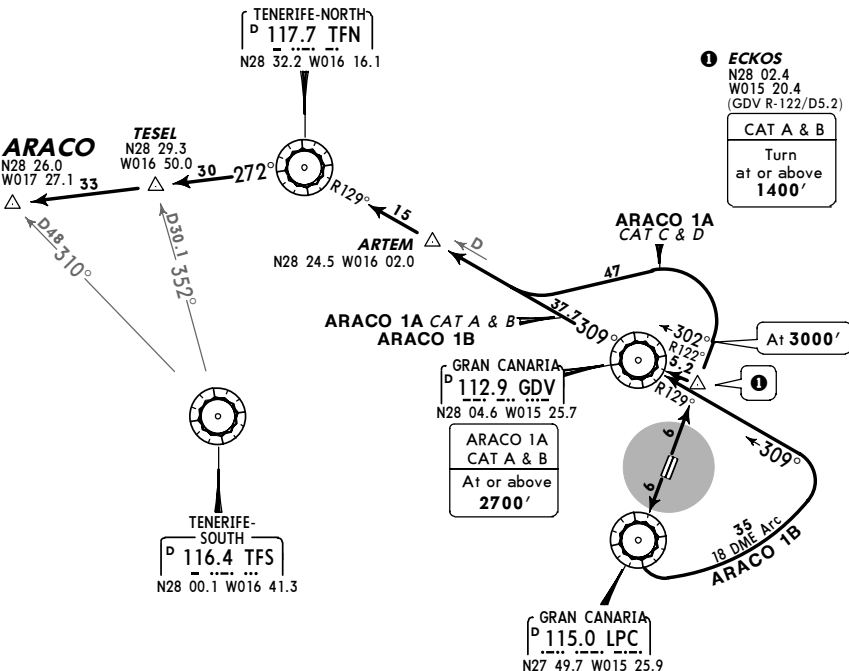 TENERIFE-NORTH
D 117.7 TFN
N28 32.2 W016 16.1
❶ ECKOS
N28 02.4
W015 20.4
(GDV R-122/D5.2)
CAT A & B
Turn
at or above
1400'
ARACO
N28 26.0
W017 27.1
TESEL
N28 29.3
W016 50.0
33
30
272°
R129°
15
D48
310°
D30.1
352°
ARTEM
N28 24.5 W016 02.0
D
ARACO 1A
CAT C & D
47
37.7
309°
ARACO 1A CAT A & B
ARACO 1B
302°
R122°
5.2
At 3000'
❶
R129°
309°
GRAN CANARIA
D 112.9 GDV
N28 04.6 W015 25.7
ARACO 1A
CAT A & B
At or above
2700'
6
6
35
18 DME Arc
ARACO 1B
TENERIFE-
SOUTH
D 116.4 TFS
N28 00.1 W016 41.3
GRAN CANARIA
D 115.0 LPC
N27 49.7 W015 25.9